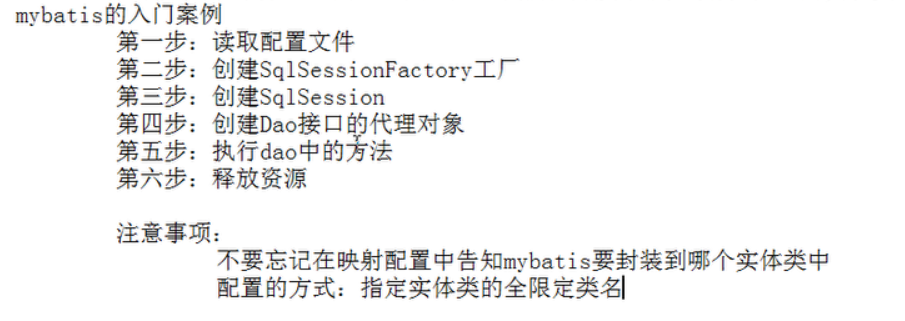 mybatis的入门案例
第一步：读取配置文件
第二步：创建SqlSessionFactory工厂
第三步：创建SqlSession
第四步：创建Dao接口的代理对象
第五步：执行dao中的方法
第六步：释放资源
注意事项：
不要忘记在映射配置中告知mybatis要封装到哪个实体类中
配置的方式：指定实体类的全限定类名